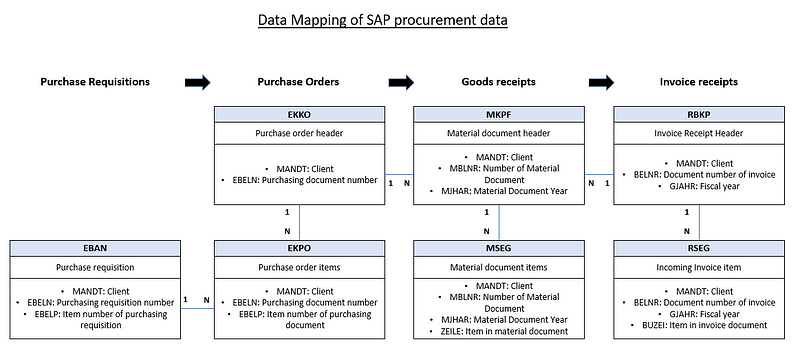 Data Mapping of SAP procurement data
Purchase Requisitions
Purchase Orders
Goods receipts
Invoice receipts
EKKO
Purchase order header
• MANDT: Client
• EBELN: Purchasing document number
MKPF
Material document header
• MANDT: Client
• MBLNR: Number of Material
Document
• MJHAR: Material Document Year
RBKP
Invoice Receipt Header
• MANDT: Client
• BELNR: Document number of invoice
• GJAHR: Fiscal year
1 N
N 1
1
N
1
N
1
N
EBAN
Purchase requisition
• MANDT: Client
• EBELN: Purchasing requisition number
• EBELP: Item number of purchasing
requisition
1 N
EKPO
Purchase order items
• MANDT: Client
• EBELN: Purchasing document number
• EBELP: Item number of purchasing
document
MSEG
Material document items
• MANDT: Client
• MBLNR: Number of Material
Document
• MJHAR: Material Document Year
• ZEILE: Item in material document
RSEG
Incoming Invoice item
• MANDT: Client
• BELNR: Document number of invoice
• GJAHR: Fiscal year
• BUZEI: Item in invoice document